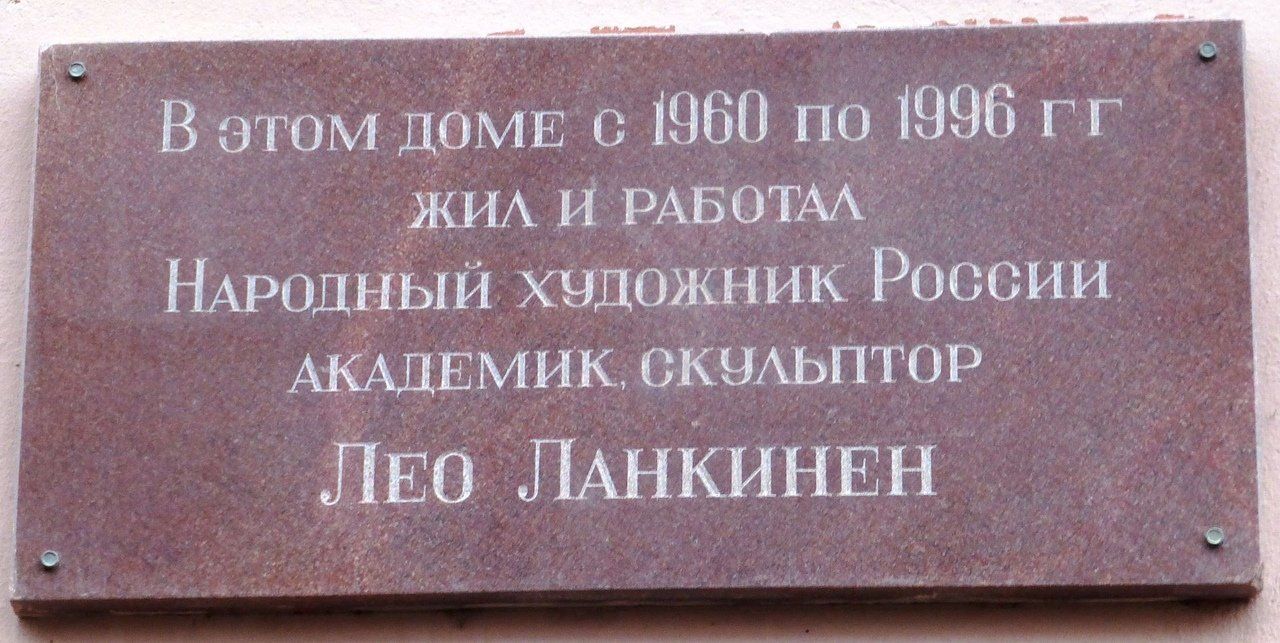 В этом доме с 1960 по 1996 гг
жил и работал
Народный художник России
академик, скульптор
Лео Ланкинен